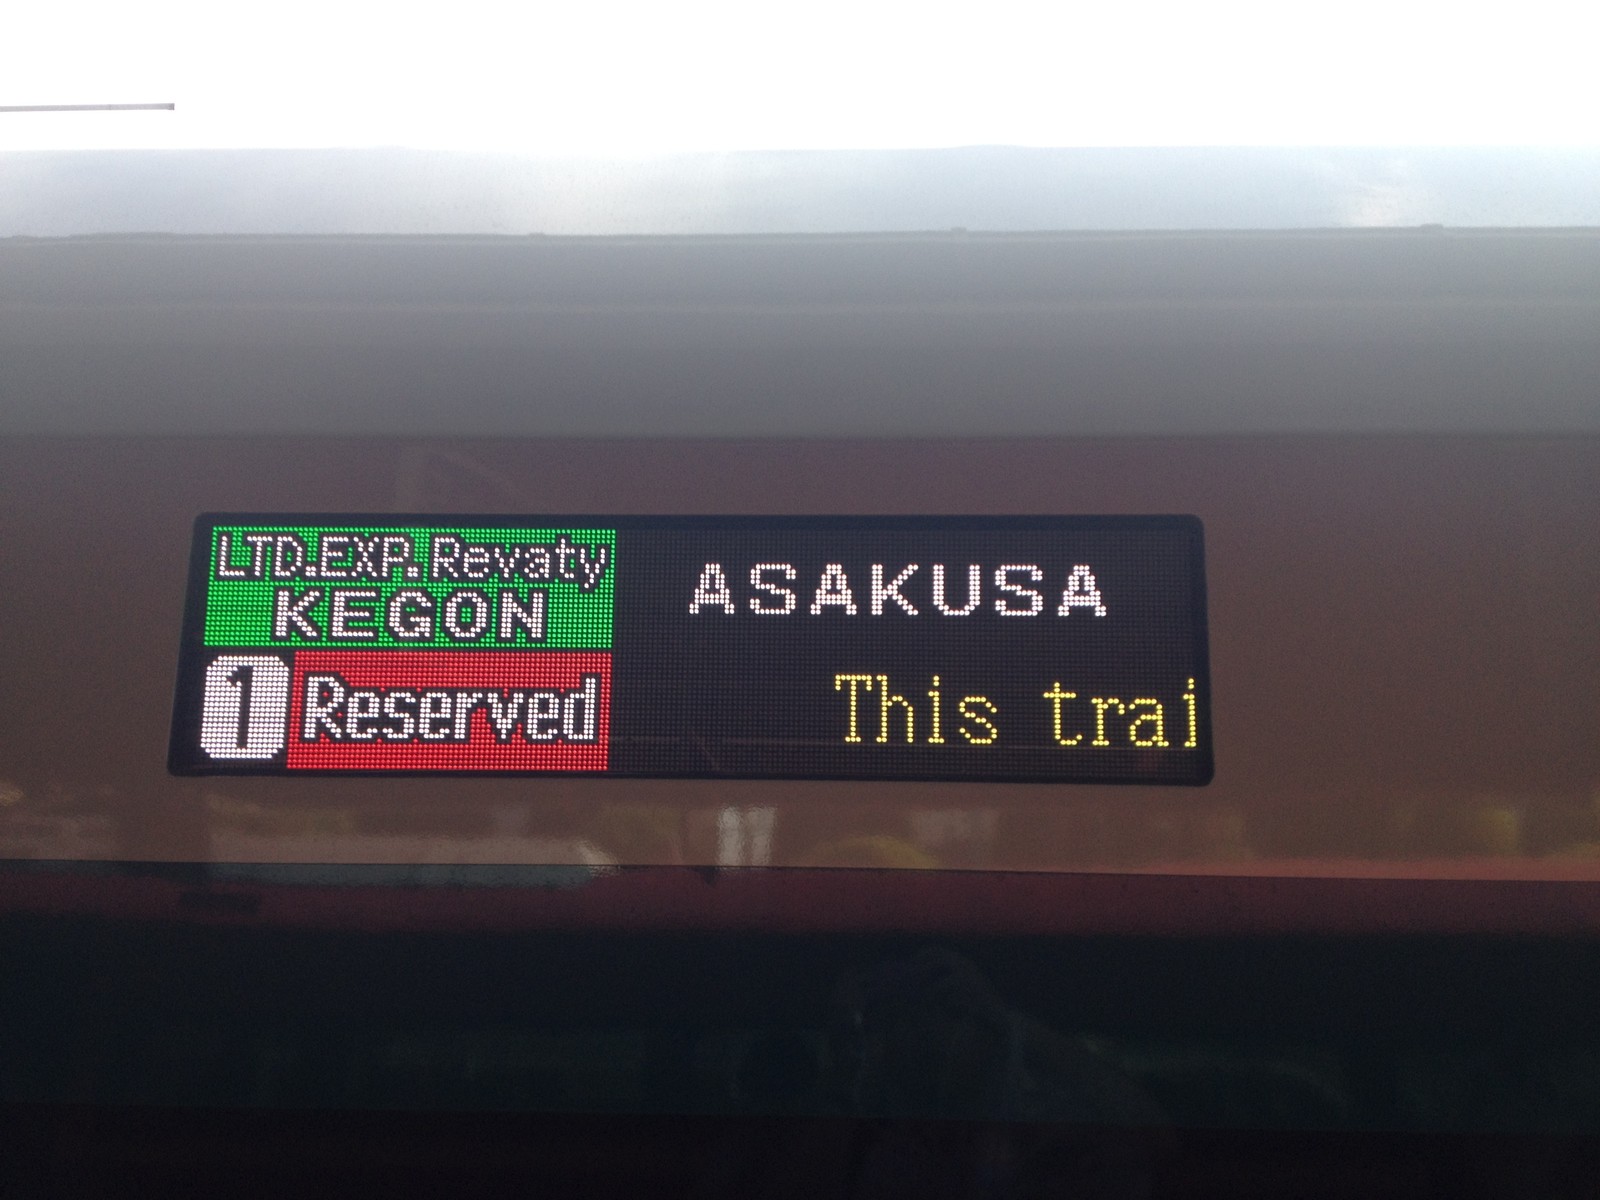 LTD.EXP.Revaty
KEGON
1 Reserved
ASAKUSA
This trai